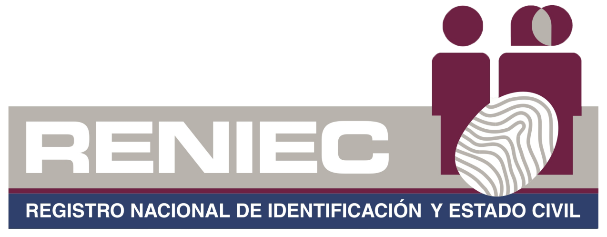 RENIEC
REGISTRO NACIONAL DE IDENTIFICACIÓN Y ESTADO CIVIL